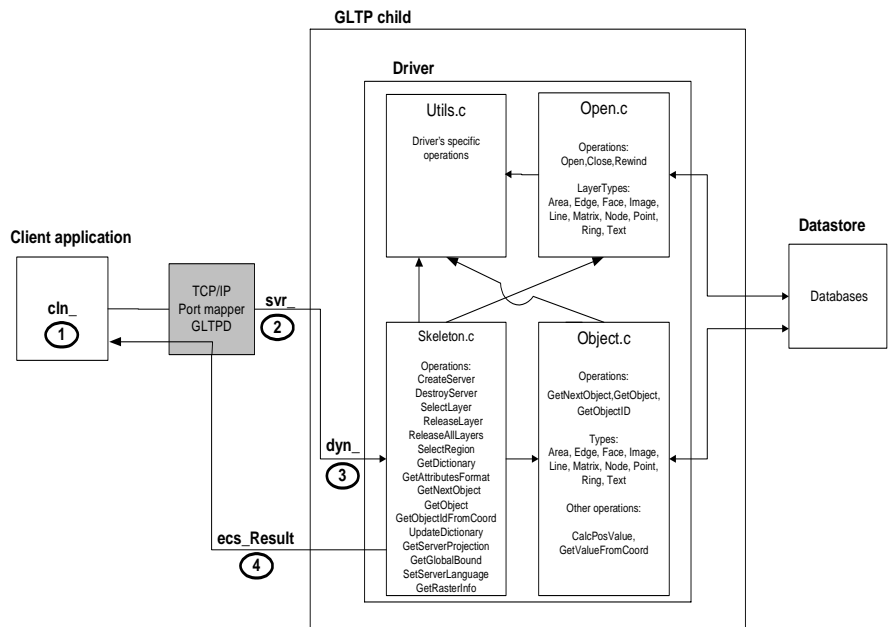 GLTP child
Driver
Utils.c
Driver's specific
operations
Open.c
Operations:
Open,Close,Rewind
LayerTypes:
Area, Edge, Face, Image,
Line, Matrix, Node, Point,
Ring, Text
Client application
cln_
1
TCP/IP
Port mapper
GLTPD
svr_
2
Datastore
Databases
dyn_
3
ecs_Result
4
Skeleton.c
Operations:
CreateServer
DestroyServer
SelectLayer
ReleaseLayer
ReleaseAllLayers
SelectRegion
GetDictionary
GetAttributesFormat
GetNextObject
GetObject
GetObjectIdFromCoord
UpdateDictionary
GetServerProjection
GetGlobalBound
SetServerLanguage
GetRasterInfo
Object.c
Operations:
GetNextObject,GetObject,
GetObjectID
Types:
Area, Edge, Face, Image,
Line, Matrix, Node, Point,
Ring, Text
Other operations:
CalcPosValue,
GetValueFromCoord